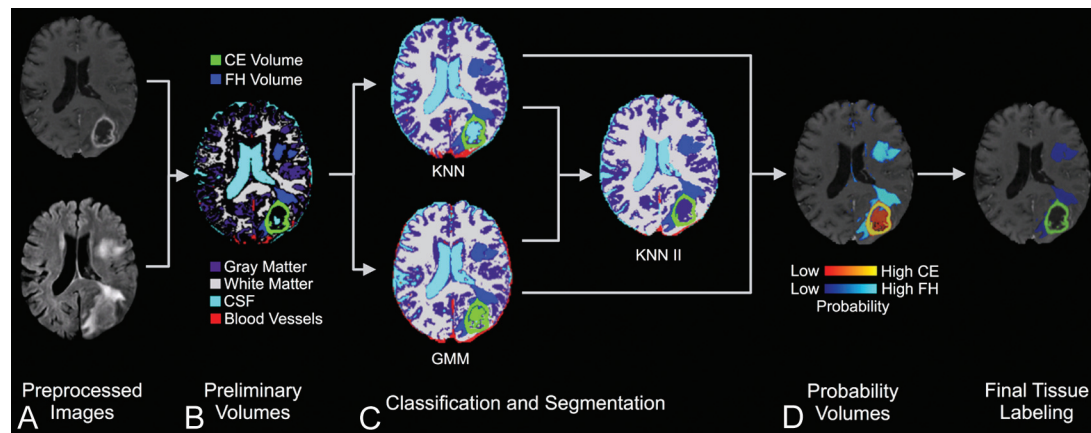 CE Volume
FH Volume
Gray Matter
White Matter
CSF
Blood Vessels
KNN
GMM
KNN II
Low High CE
Low High FH
Probability
A Preprocessed
Images
B Preliminary
Volumes
C Classification and Segmentation
D Probability
Volumes
Final Tissue
Labeling